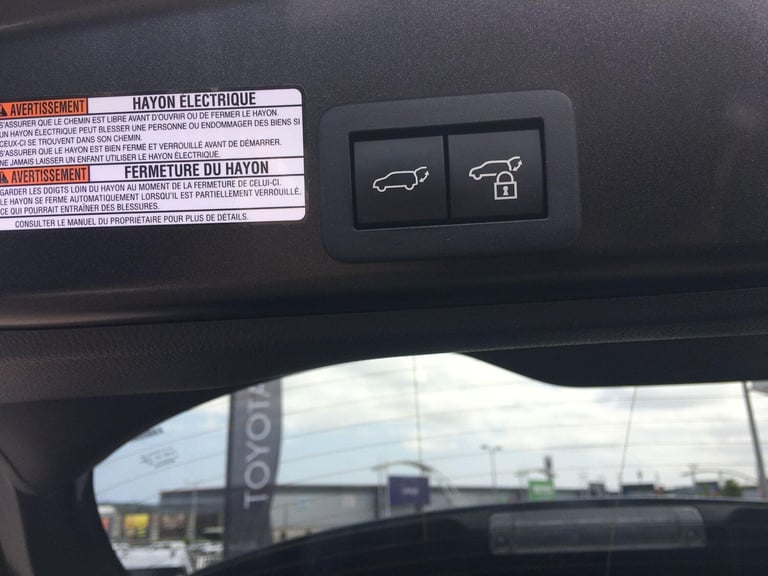 AVERTISSEMENT HAYON ÉLECTRIQUE
S'ASSURER QUE LE CHEMIN EST LIBRE AVANT D'OUVRIR OU DE FERMER LE HAYON.
UN HAYON ÉLECTRIQUE PEUT BLESSER UNE PERSONNE OU ENDOMMAGER DES BIENS SI
CEUX-CI SE TROUVENT DANS SON CHEMIN.
S'ASSURER QUE LE HAYON EST BIEN FERMÉ ET VERROUILLÉ AVANT DE DÉMARRER.
NE JAMAIS LAISSER UN ENFANT UTILISER LE HAYON ÉLECTRIQUE.
AVERTISSEMENT FERMETURE DU HAYON
GARDER LES DOIGTS LOIN DU HAYON AU MOMENT DE LA FERMETURE DE CELUI-CI.
LE HAYON SE FERME AUTOMATIQUEMENT LORSQU'IL EST PARTIELLEMENT VERROUILLÉ,
CE QUI POURRAIT ENTRAÎNER DES BLESSURES.
CONSULTER LE MANUEL DU PROPRIÉTAIRE POUR PLUS DE DÉTAILS.
TOYOTA